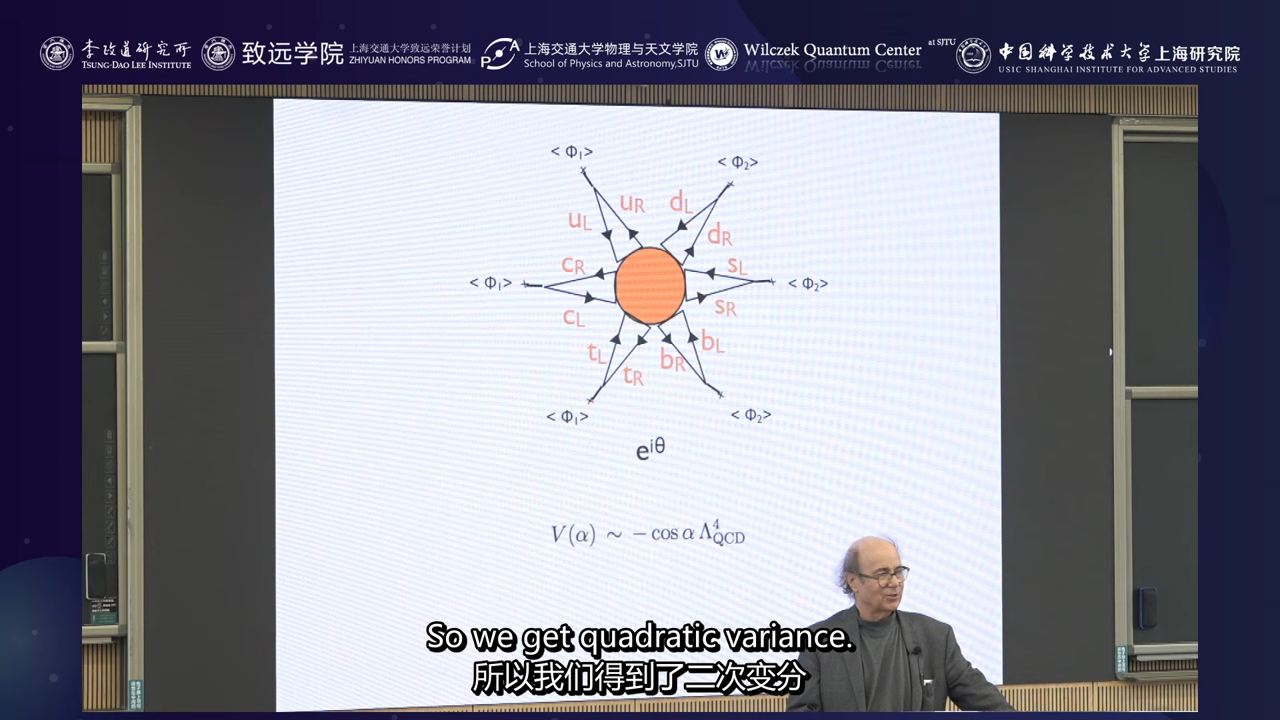 李政道研究所
TSUNG-DAO LEE INSTITUTE
致远学院
上海交通大学致远荣誉计划
ZHIYUAN HONORS PROGRAM
上海交通大学物理与天文学院
School of Physics and Astronomy,SJTU
Wilczek Quantum Center at SJTU
中国科学技术大学上海研究院
USTC SHANGHAI INSTITUTE FOR ADVANCED STUDIES
< Φ₁>
< Φ₂>
uL
uR
dL
dR
< Φ₁>
cR
cL
sL
sR
< Φ₂>
tL
tR
bR
bL
< Φ₁>
< Φ₂>
e^{iθ}
V(α) ∼ − cos α Λ⁴_QCD
So we get quadratic variance.
所以我们得到了二次变分